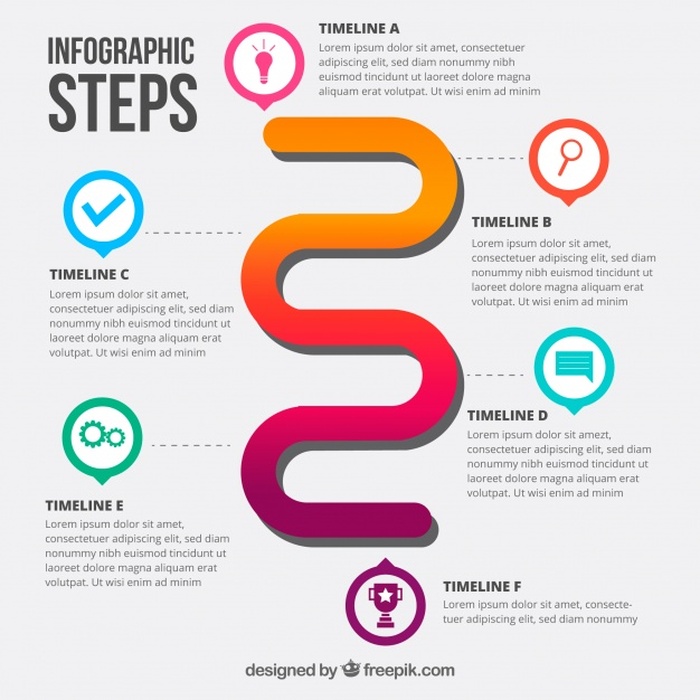 INFOGRAPHIC
STEPS
TIMELINE A
Lorem ipsum dolor sit amet, consectetuer
adipiscing elit, sed diam nonummy nibh
euismod tincidunt ut laoreet dolore magna
aliquam erat volutpat. Ut wisi enim ad minim
TIMELINE B
Lorem ipsum dolor sit amet,
consectetuer adipiscing elit, sed diam
nonummy nibh euismod tincidunt ut
laoreet dolore magna aliquam erat
volutpat. Ut wisi enim ad minim
TIMELINE C
Lorem ipsum dolor sit amet,
consectetuer adipiscing elit, sed diam
nonummy nibh euismod tincidunt ut
laoreet dolore magna aliquam erat
volutpat. Ut wisi enim ad minim
TIMELINE D
Lorem ipsum dolor sit amezt,
consectetuer adipiscing elit, sed diam
nonummy nibh euismod tincidunt ut
laoreet dolore magna aliquam erat
volutpat. Ut wisi enim ad minim
TIMELINE E
Lorem ipsum dolor sit amet,
consectetuer adipiscing elit, sed diam
nonummy nibh euismod tincidunt ut
laoreet dolore magna aliquam erat
volutpat. Ut wisi enim ad minim
TIMELINE F
Lorem ipsum dolor sit amet, consecte-
tuer adipiscing elit, sed diam nonummy
designed by freepik.com